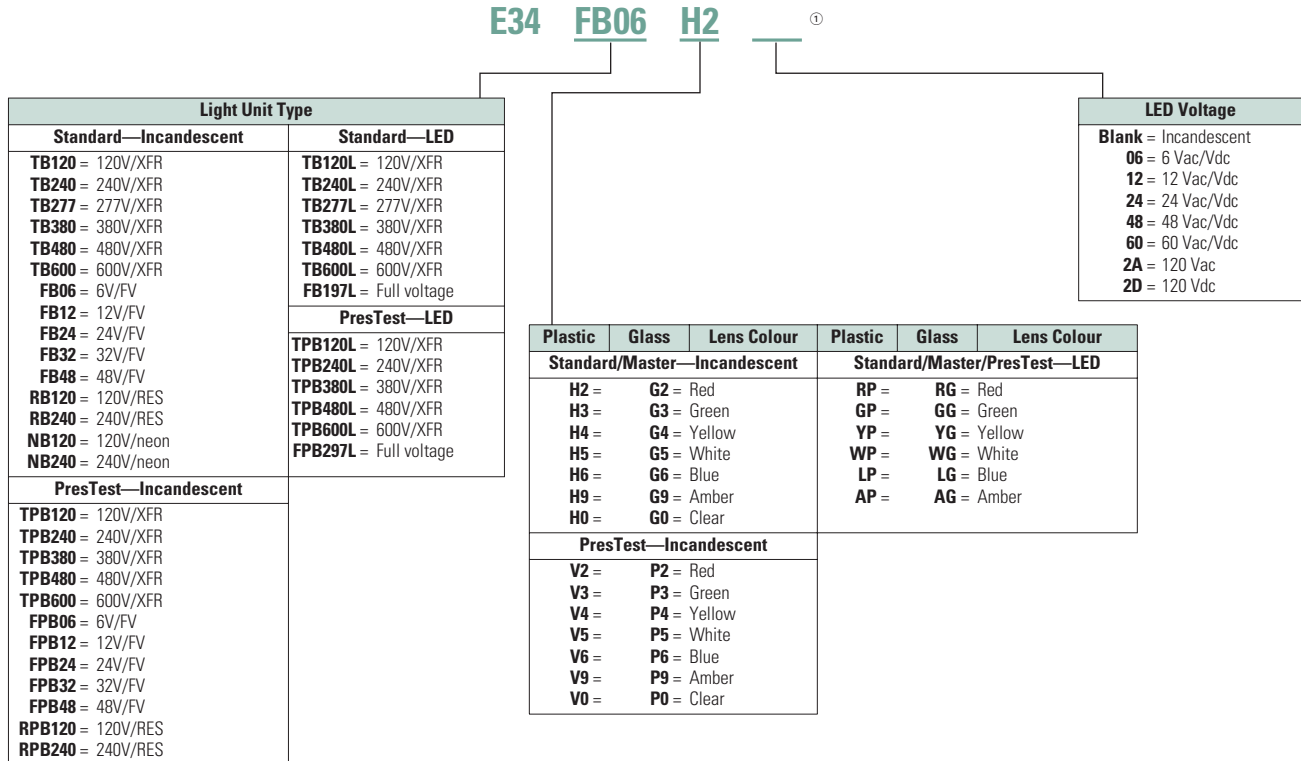 E34 FB06 H2 ①
Light Unit Type
Standard—Incandescent
TB120 = 120V/XFR
TB240 = 240V/XFR
TB277 = 277V/XFR
TB380 = 380V/XFR
TB480 = 480V/XFR
TB600 = 600V/XFR
FB06 = 6V/FV
FB12 = 12V/FV
FB24 = 24V/FV
FB32 = 32V/FV
FB48 = 48V/FV
RB120 = 120V/RES
RB240 = 240V/RES
NB120 = 120V/neon
NB240 = 240V/neon
PresTest—Incandescent
TPB120 = 120V/XFR
TPB240 = 240V/XFR
TPB380 = 380V/XFR
TPB480 = 480V/XFR
TPB600 = 600V/XFR
FPB06 = 6V/FV
FPB12 = 12V/FV
FPB24 = 24V/FV
FPB32 = 32V/FV
FPB48 = 48V/FV
RPB120 = 120V/RES
RPB240 = 240V/RES
Standard—LED
TB120L = 120V/XFR
TB240L = 240V/XFR
TB277L = 277V/XFR
TB380L = 380V/XFR
TB480L = 480V/XFR
TB600L = 600V/XFR
FB197L = Full voltage
PresTest—LED
TPB120L = 120V/XFR
TPB240L = 240V/XFR
TPB380L = 380V/XFR
TPB480L = 480V/XFR
TPB600L = 600V/XFR
FPB297L = Full voltage
Plastic Glass Lens Colour
Standard/Master—Incandescent
H2 = G2 = Red
H3 = G3 = Green
H4 = G4 = Yellow
H5 = G5 = White
H6 = G6 = Blue
H9 = G9 = Amber
H0 = G0 = Clear
PresTest—Incandescent
V2 = P2 = Red
V3 = P3 = Green
V4 = P4 = Yellow
V5 = P5 = White
V6 = P6 = Blue
V9 = P9 = Amber
V0 = P0 = Clear
Plastic Glass Lens Colour
Standard/Master/PresTest—LED
RP = RG = Red
GP = GG = Green
YP = YG = Yellow
WP = WG = White
LP = LG = Blue
AP = AG = Amber
LED Voltage
Blank = Incandescent
06 = 6 Vac/Vdc
12 = 12 Vac/Vdc
24 = 24 Vac/Vdc
48 = 48 Vac/Vdc
60 = 60 Vac/Vdc
2A = 120 Vac
2D = 120 Vdc